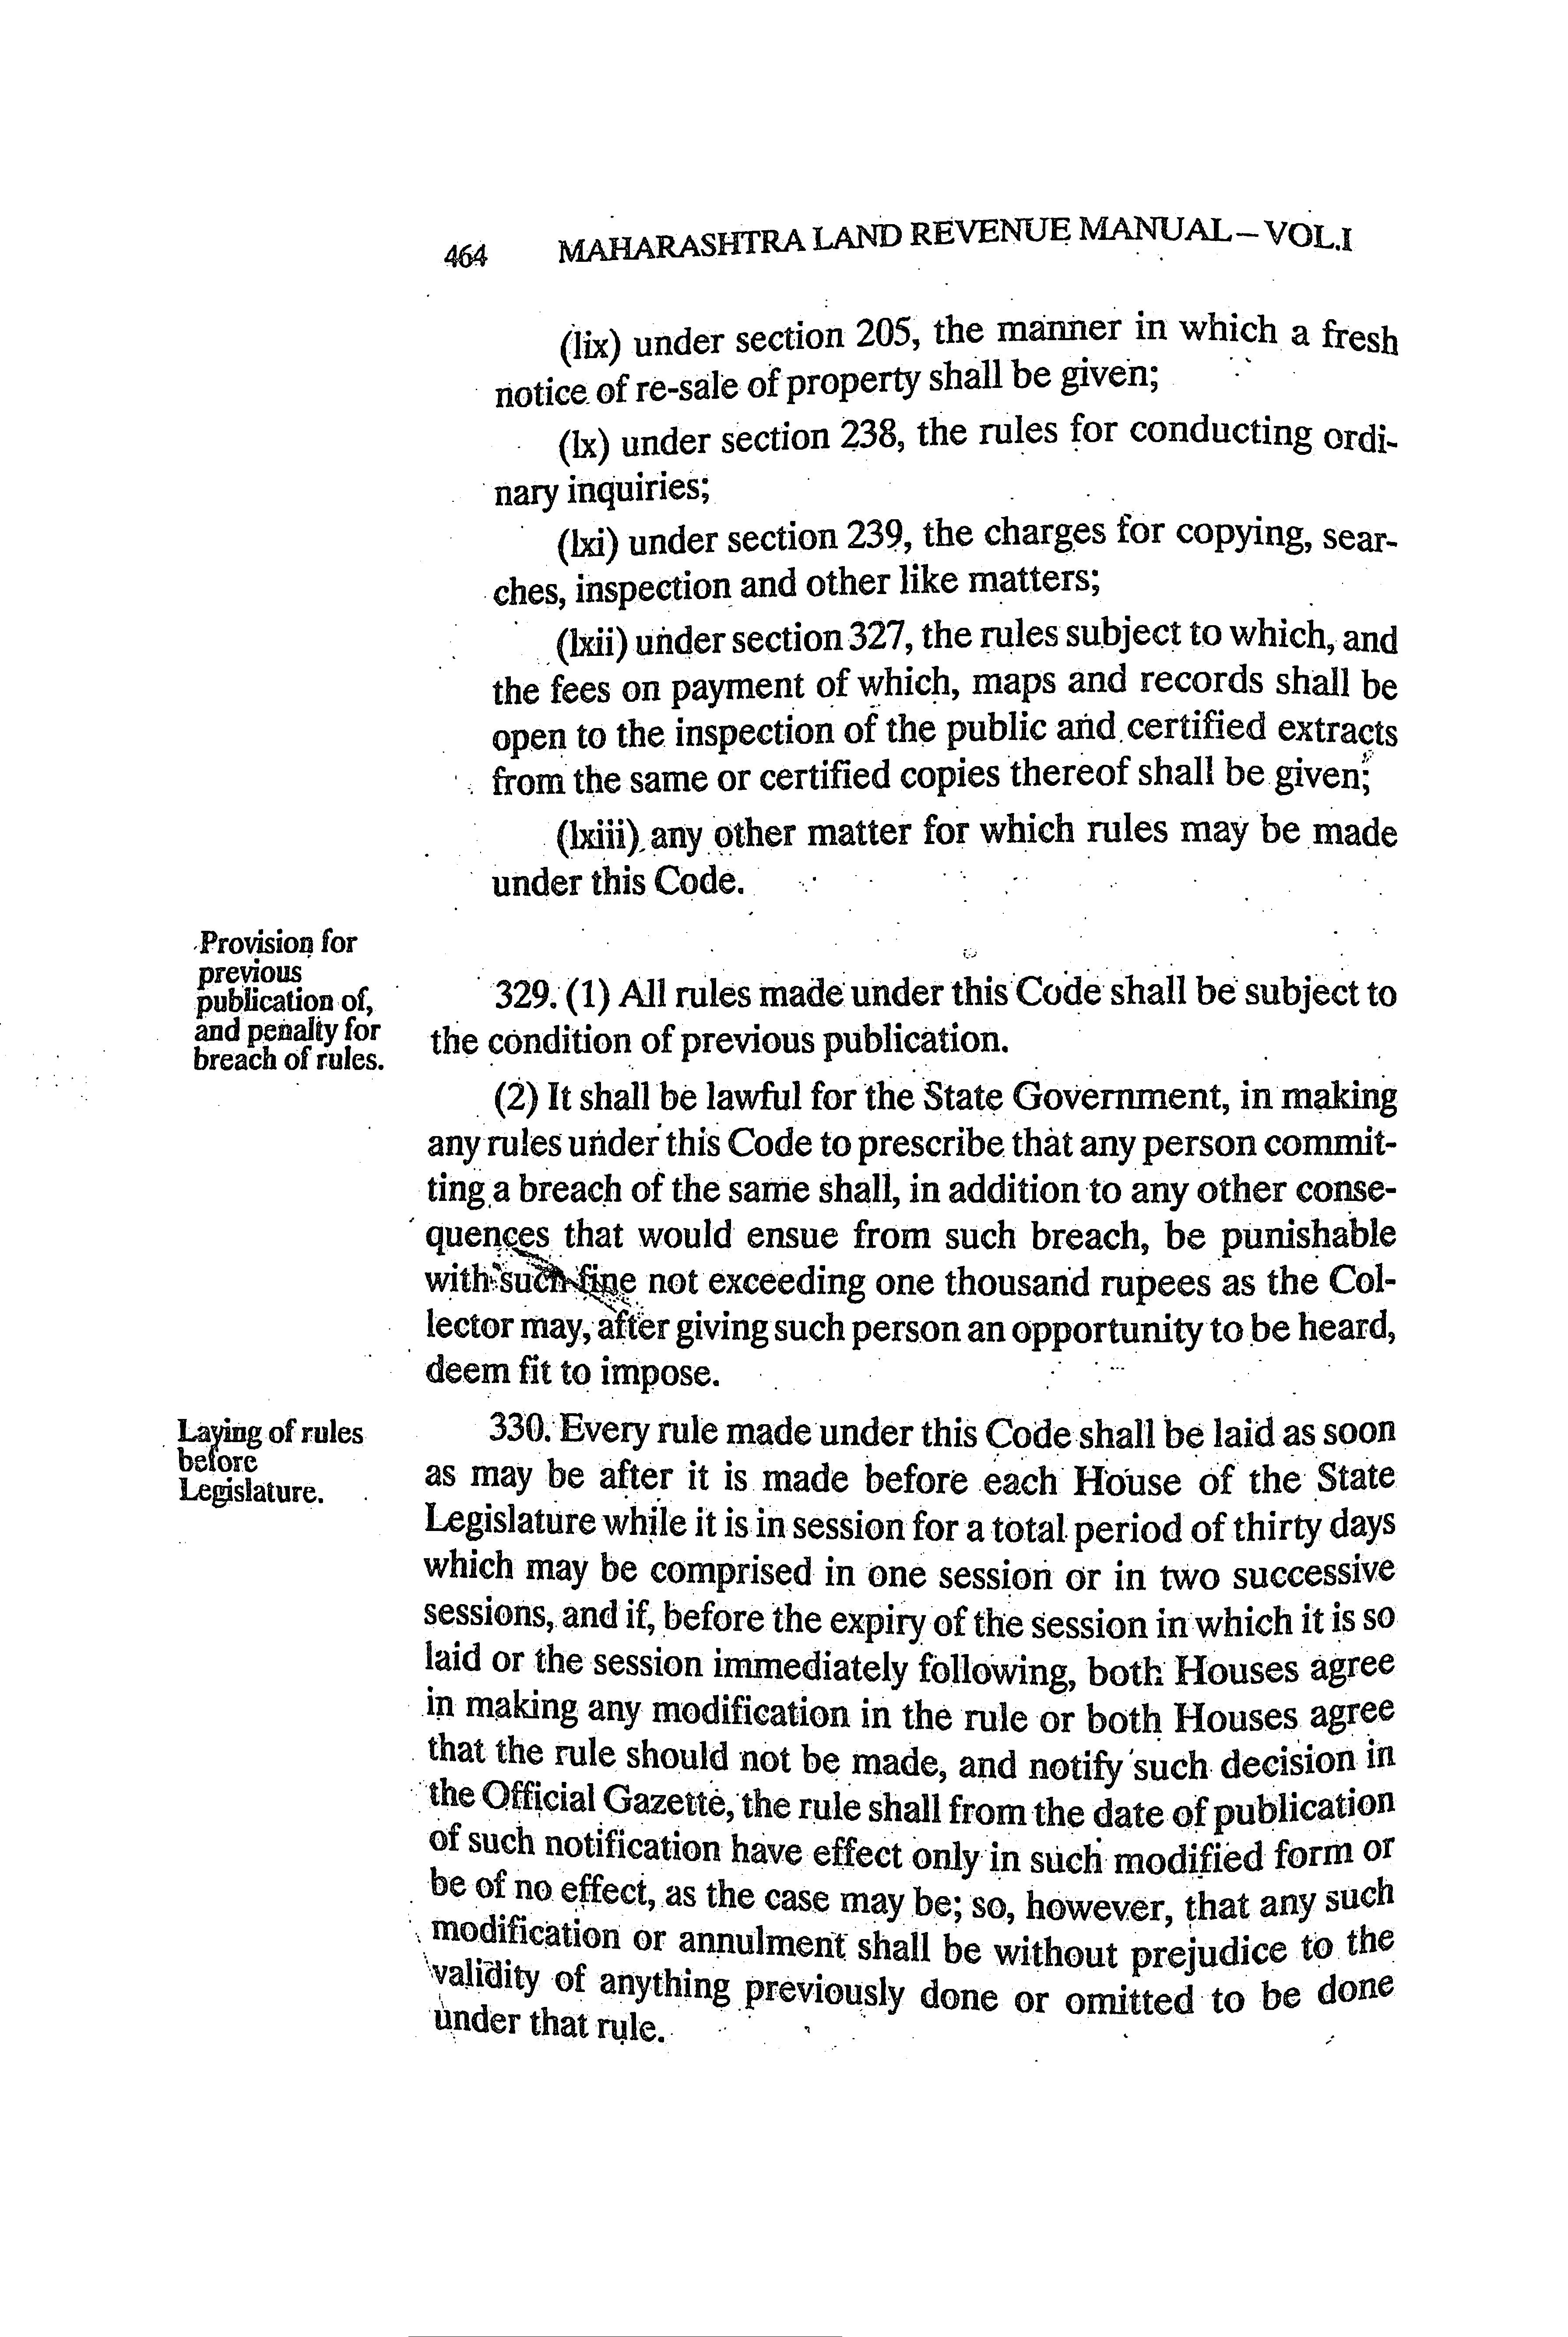 464 MAHARASHTRA LAND REVENUE MANUAL – VOL.I
(lix) under section 205, the manner in which a fresh
notice of re-sale of property shall be given;
(lx) under section 238, the rules for conducting ordi-
nary inquiries;
(lxi) under section 239, the charges for copying, sear-
ches, inspection and other like matters;
(lxii) under section 327, the rules subject to which, and
the fees on payment of which, maps and records shall be
open to the inspection of the public and certified extracts
from the same or certified copies thereof shall be given;
(lxiii) any other matter for which rules may be made
under this Code.
Provision for
previous
publication of,
and penalty for
breach of rules.
329. (1) All rules made under this Code shall be subject to
the condition of previous publication.
(2) It shall be lawful for the State Government, in making
any rules under this Code to prescribe that any person commit-
ting a breach of the same shall, in addition to any other conse-
quences that would ensue from such breach, be punishable
with such fine not exceeding one thousand rupees as the Col-
lector may, after giving such person an opportunity to be heard,
deem fit to impose.
Laying of rules
before
Legislature.
330. Every rule made under this Code shall be laid as soon
as may be after it is made before each House of the State
Legislature while it is in session for a total period of thirty days
which may be comprised in one session or in two successive
sessions, and if, before the expiry of the session in which it is so
laid or the session immediately following, both Houses agree
in making any modification in the rule or both Houses agree
that the rule should not be made, and notify such decision in
the Official Gazette, the rule shall from the date of publication
of such notification have effect only in such modified form or
be of no effect, as the case may be; so, however, that any such
modification or annulment shall be without prejudice to the
validity of anything previously done or omitted to be done
under that rule.